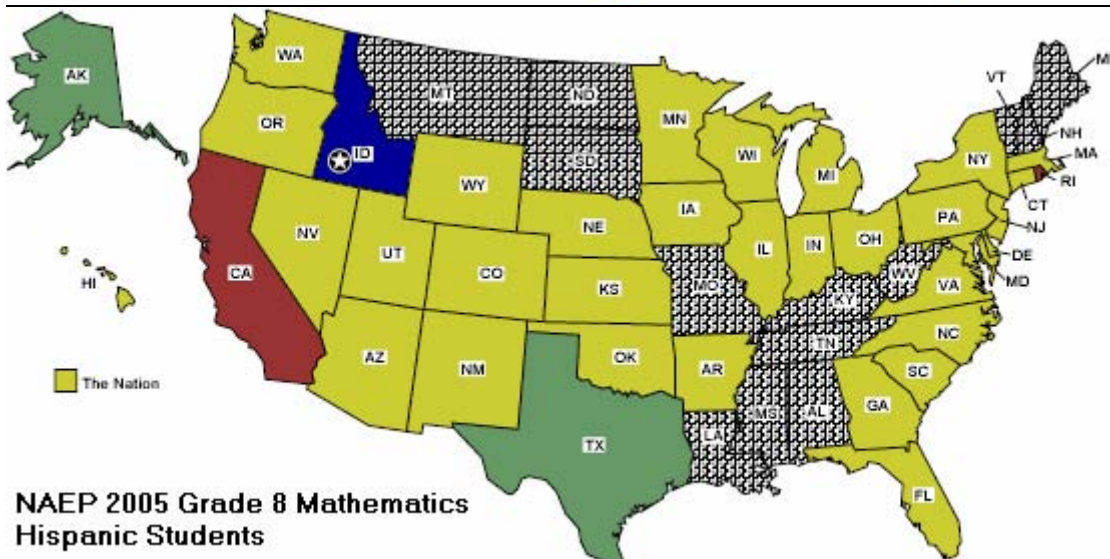 AK
WA
OR
ID
MT
ND
SD
MN
WI
MI
VT
M
NH
NY
MA
RI
CT
NJ
PA
DE
MD
WY
IA
NE
NV
UT
CO
KS
CA
HI
IL
IN
OH
WV
VA
MO
KY
TN
NC
SC
AZ
NM
OK
AR
GA
AL
MS
LA
TX
FL
The Nation
NAEP 2005 Grade 8 Mathematics
Hispanic Students